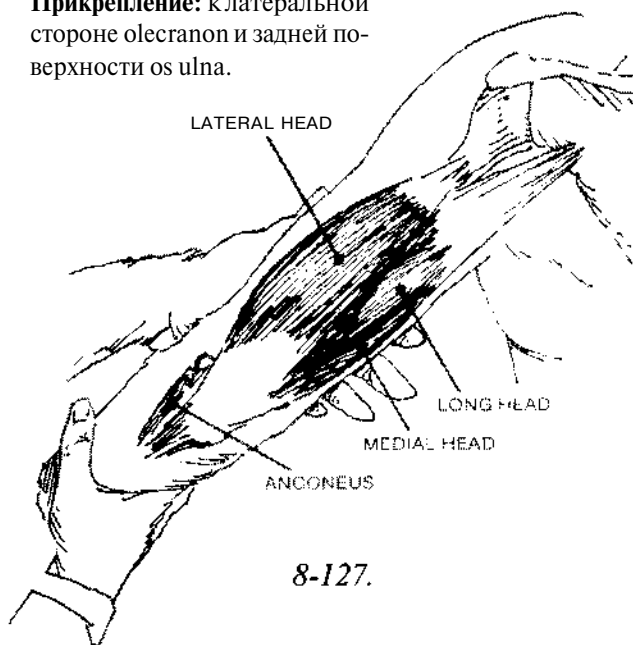 Прикрепление: к латеральной
стороне olecranon и задней по-
верхности os ulna.
LATERAL HEAD
LONG HEAD
MEDIAL HEAD
ANCONEUS
8-127.